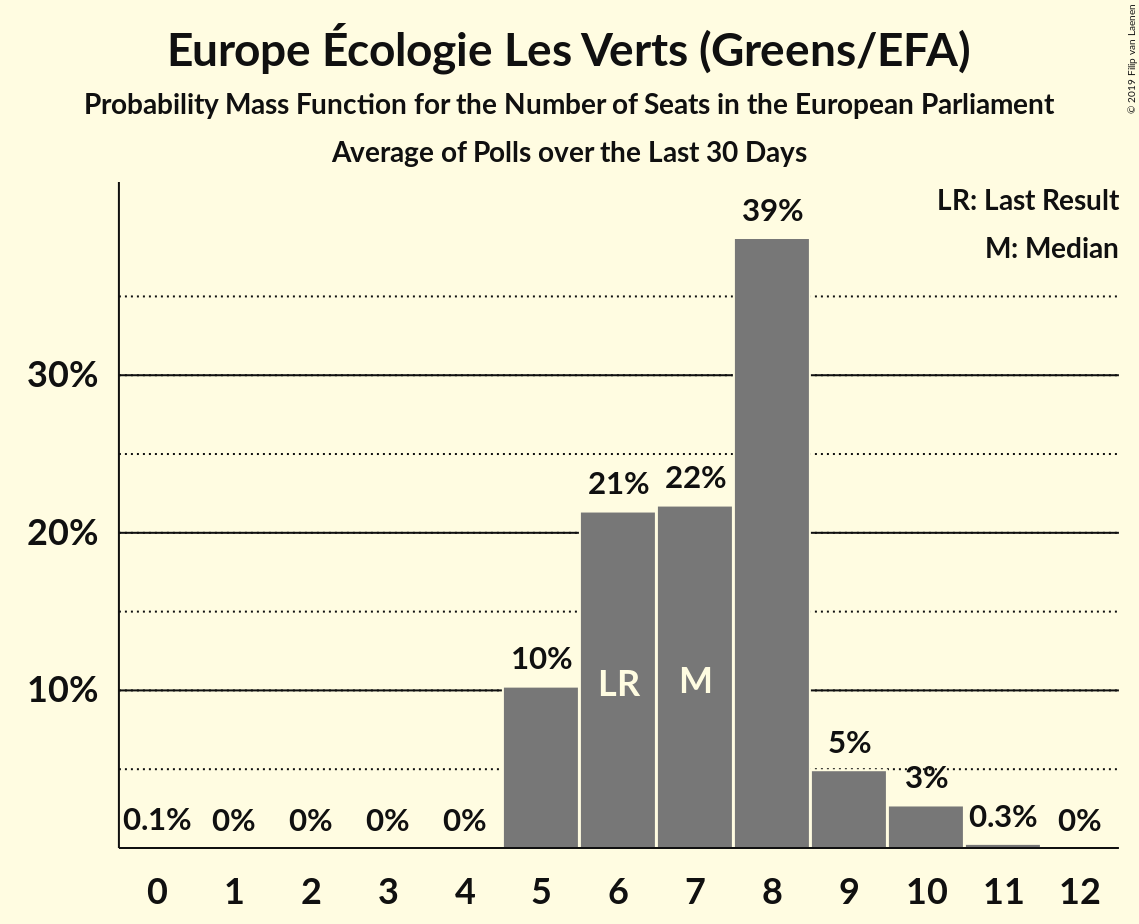 Europe Écologie Les Verts (Greens/EFA)
Probability Mass Function for the Number of Seats in the European Parliament
Average of Polls over the Last 30 Days
© 2019 Filip van Laenen
LR: Last Result
M: Median
39%
30%
21% 22%
20%
10%
LR M
10%
5%
3%
0.1% 0% 0% 0% 0% 0.3% 0%
0 1 2 3 4 5 6 7 8 9 10 11 12